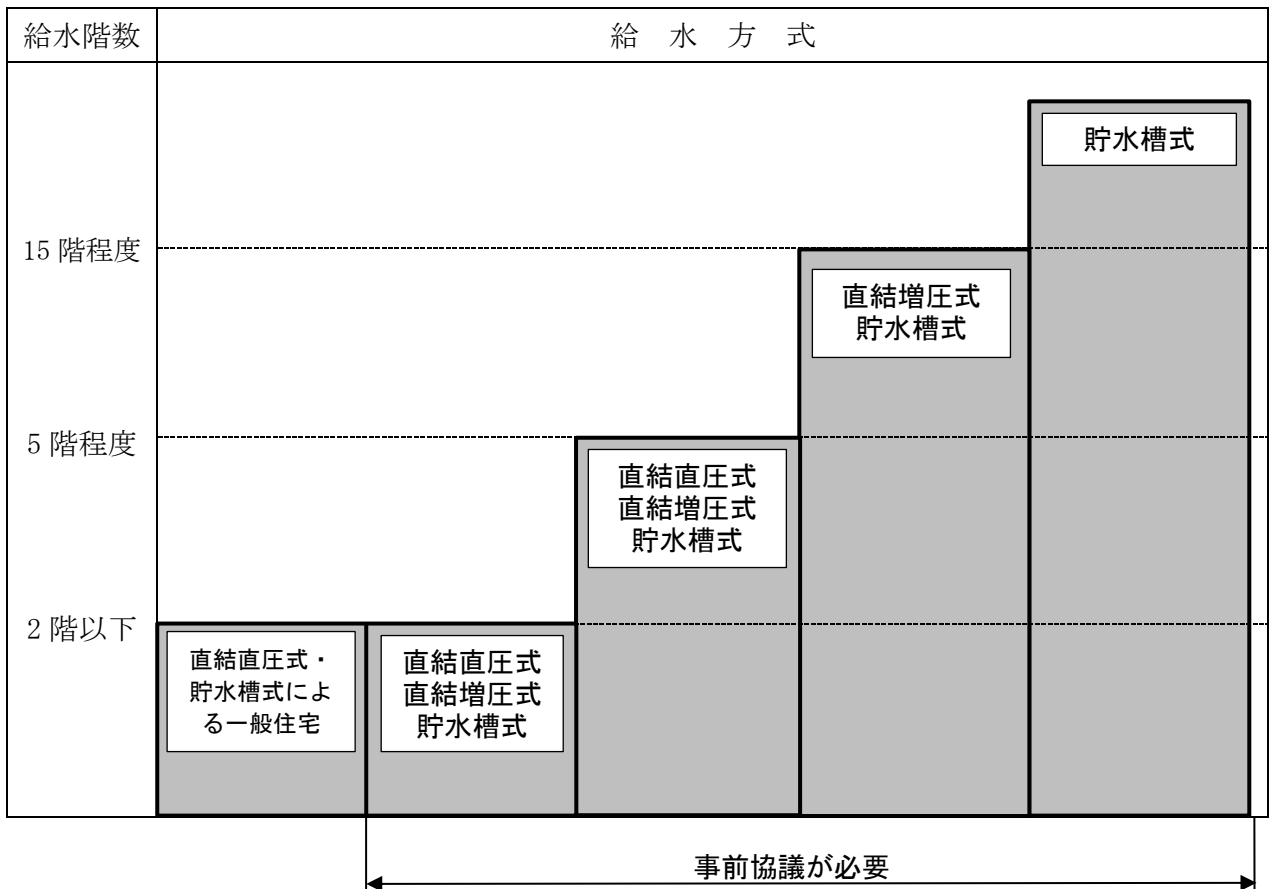 給水階数
給 水 方 式
貯水槽式
15 階程度
直結増圧式
貯水槽式
5 階程度
直結直圧式
直結増圧式
貯水槽式
2 階以下
直結直圧式・
貯水槽式によ
る一般住宅
直結直圧式
直結増圧式
貯水槽式
事前協議が必要